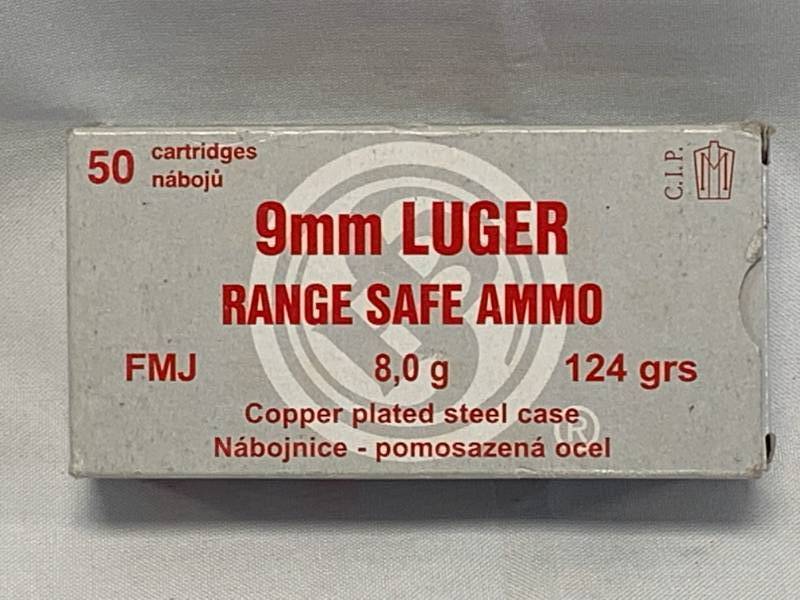 50 cartridges
nábojů
C.I.P.
9mm LUGER
RANGE SAFE AMMO
FMJ 8,0 g 124 grs
Copper plated steel case
®
Nábojnice - pomosazená ocel